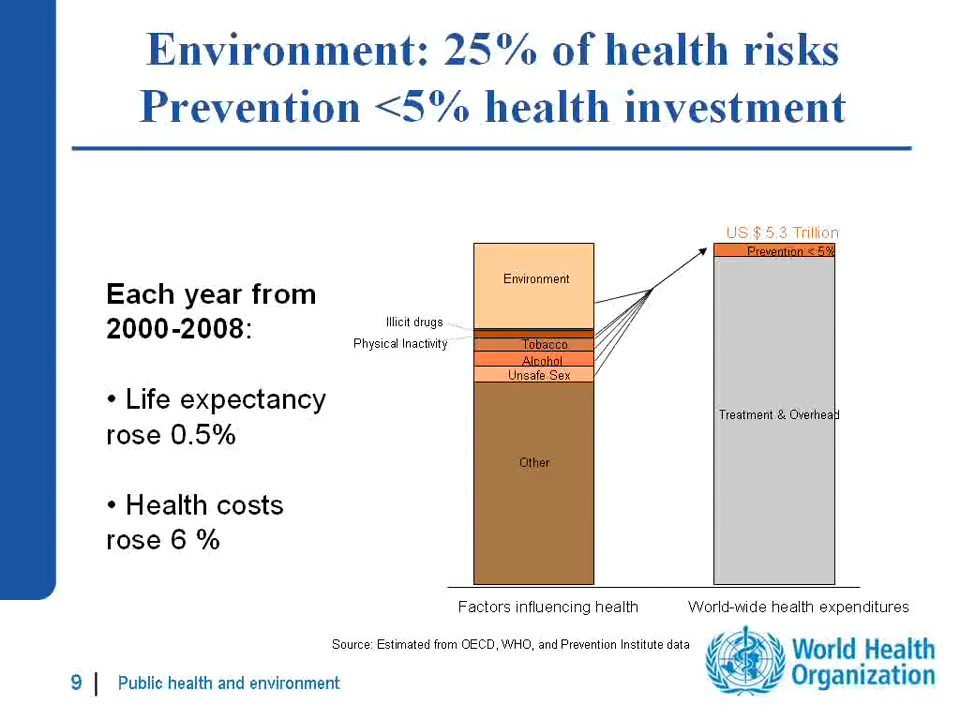 Environment: 25% of health risks
Prevention <5% health investment
Each year from
2000-2008:
• Life expectancy
rose 0.5%
• Health costs
rose 6 %
US $ 5.3 Trillion
Prevention < 5%
Environment
Illicit drugs
Physical Inactivity
Tobacco
Alcohol
Unsafe Sex
Treatment & Overhead
Other
Factors influencing health
World-wide health expenditures
Source: Estimated from OECD, WHO, and Prevention Institute data
World Health
Organization
9 | Public health and environment